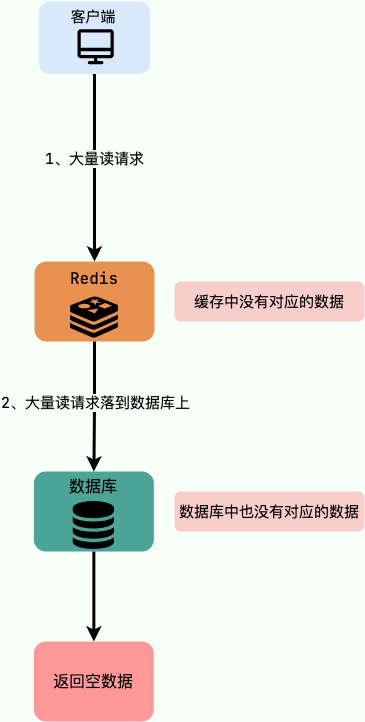 客户端
1、大量读请求
Redis
缓存中没有对应的数据
2、大量读请求落到数据库上
数据库
数据库中也没有对应的数据
返回空数据